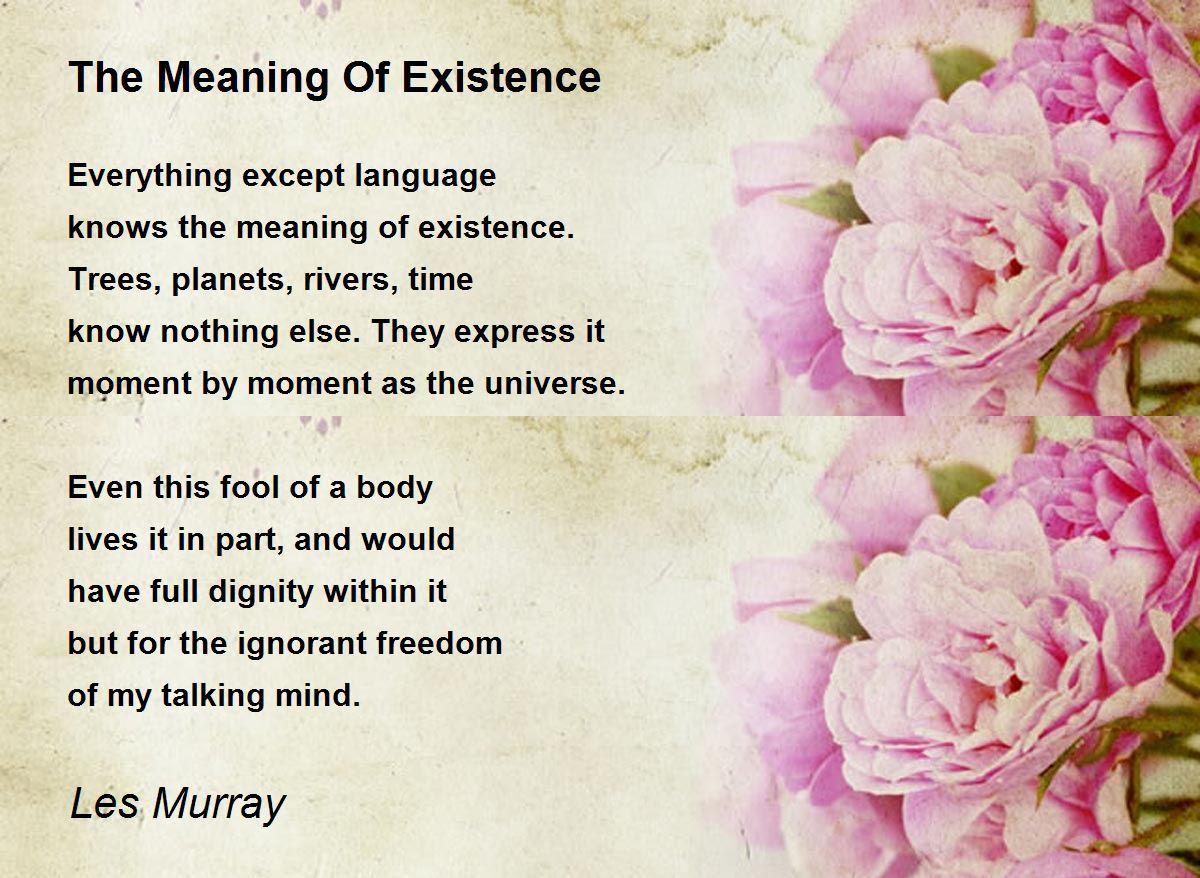 The Meaning Of Existence
Everything except language
knows the meaning of existence.
Trees, planets, rivers, time
know nothing else. They express it
moment by moment as the universe.
Even this fool of a body
lives it in part, and would
have full dignity within it
but for the ignorant freedom
of my talking mind.
Les Murray